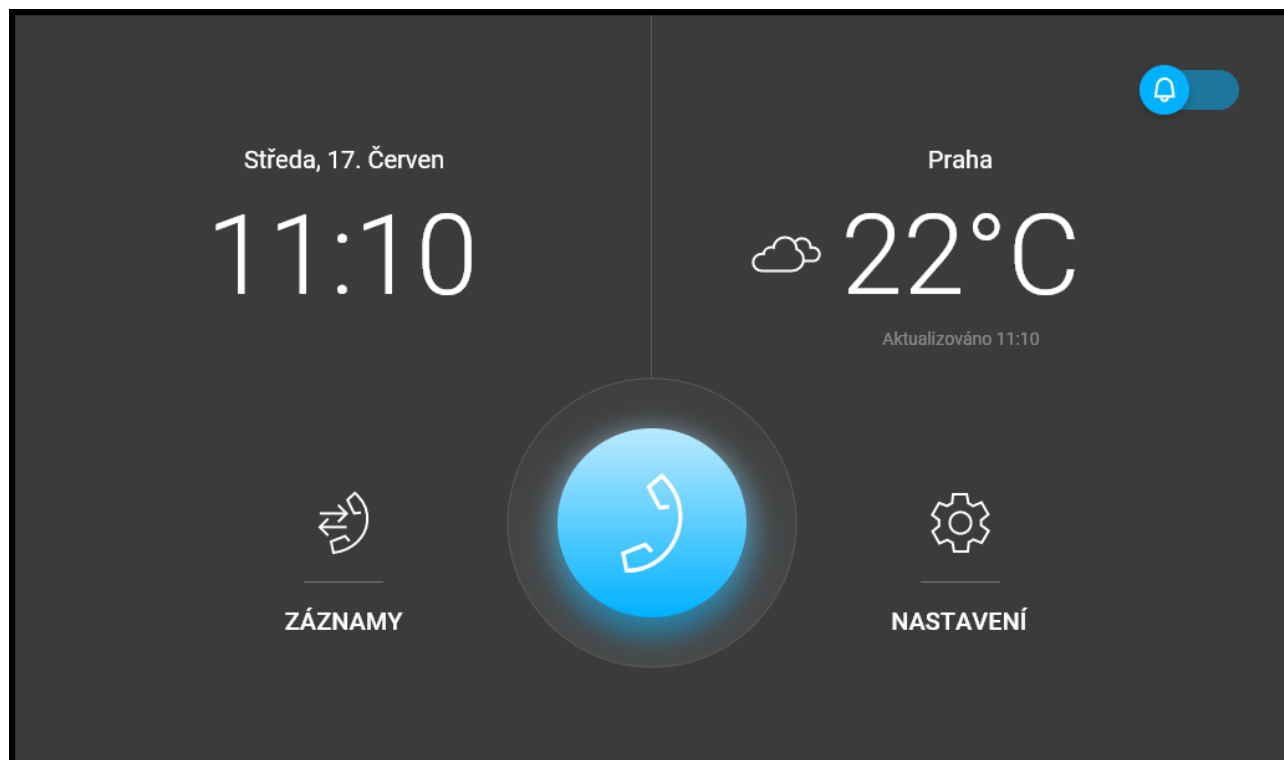 Středa, 17. Červen
11:10
Praha
22°C
Aktualizováno 11:10
ZÁZNAMY
NASTAVENÍ